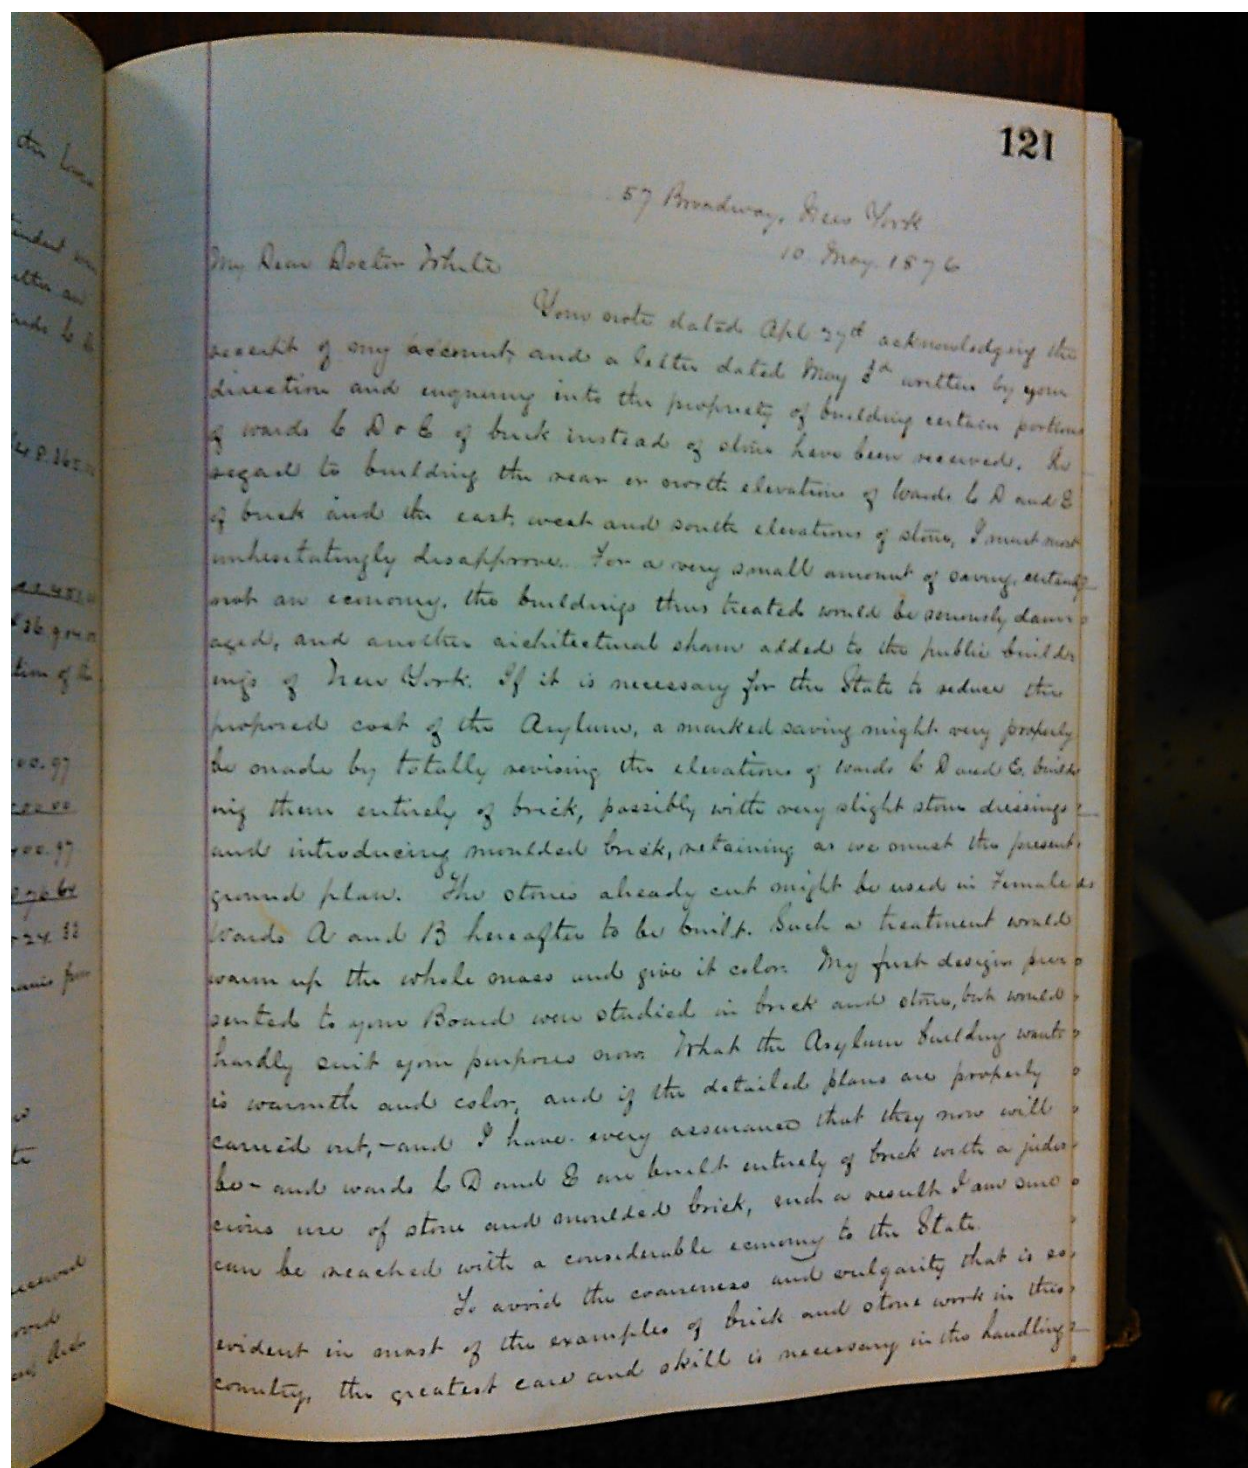 121
57 Broadway, New York
10 May. 1876
My Dear Doctor White
Your note dated Apl 27th acknowledging the
receipt of my account, and a letter dated May 3d written by your
direction and enquiring into the propriety of building certain portions
of wards C D & E of brick instead of stone have been received. In
regard to building the rear or north elevations of Wards C D and E
of brick and the east, west and south elevations of stone, I must most
unhesitatingly disapprove. For a very small amount of saving, certainly
not an economy, the buildings thus treated would be seriously dam-
aged, and another architectural sham added to the public build-
ings of New York. If it is necessary for the State to reduce the
proposed cost of the Asylum, a marked saving might very properly
be made by totally revising the elevations of wards C D and E, build-
ing them entirely of brick, possibly with very slight stone dressings
and introducing moulded brick, retaining as we must the present
ground plan. The stones already cut might be used in Female
Wards A and B hereafter to be built. Such a treatment would
warm up the whole mass and give it color. My first designs pre-
sented to your Board were studied in brick and stone, but would
hardly suit your purposes now. What the Asylum building wants
is warmth and color, and if the detailed plans are properly
carried out, - and I have every assurance that they now will
be - and wards C D and E are built entirely of brick with a judi-
cious use of stone and moulded brick, such a result I am sure
can be reached with a considerable economy to the State.
To avoid the coarseness and vulgarity that is so
evident in most of the examples of brick and stone work in this
country, the greatest care and skill is necessary in the handling